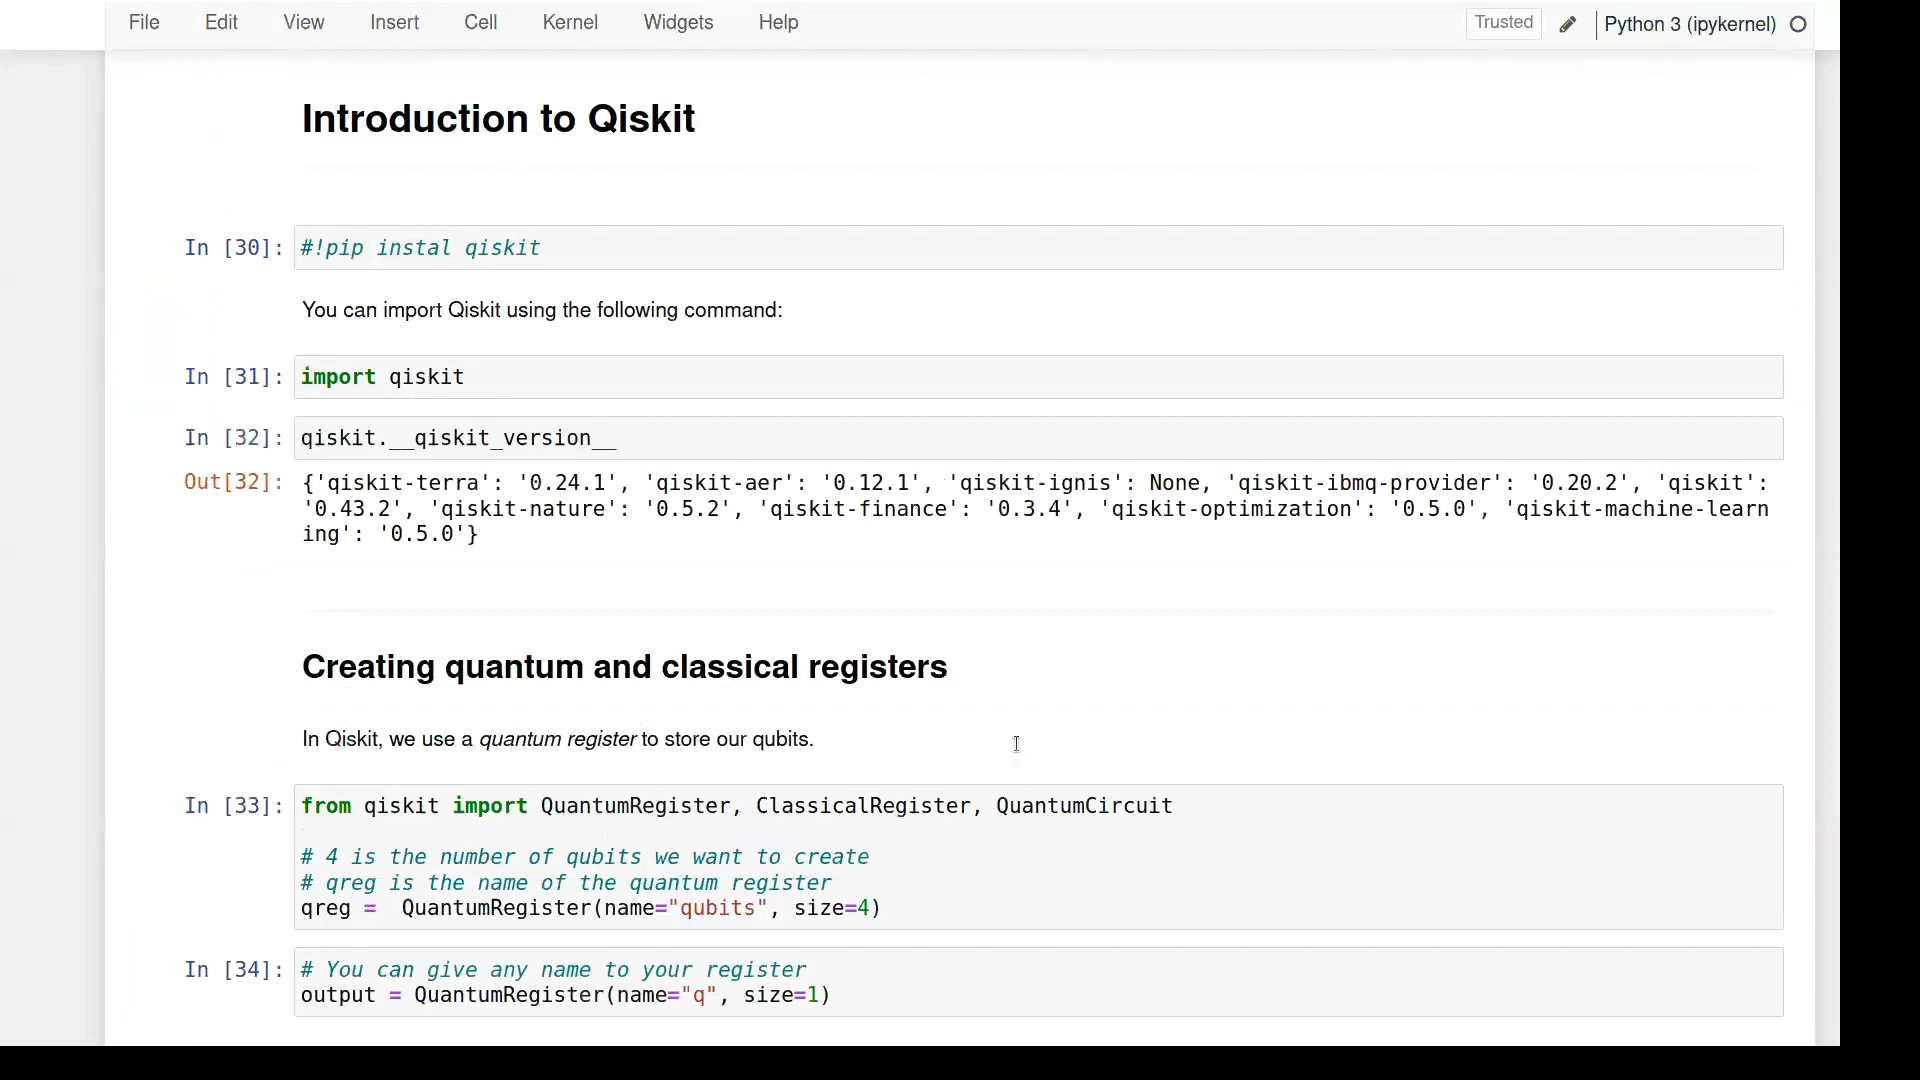 File Edit View Insert Cell Kernel Widgets Help Trusted Python 3 (ipykernel)
Introduction to Qiskit
In [30]: #!pip instal qiskit
You can import Qiskit using the following command:
In [31]: import qiskit
In [32]: qiskit.__qiskit_version__
Out[32]: {'qiskit-terra': '0.24.1', 'qiskit-aer': '0.12.1', 'qiskit-ignis': None, 'qiskit-ibmq-provider': '0.20.2', 'qiskit':
'0.43.2', 'qiskit-nature': '0.5.2', 'qiskit-finance': '0.3.4', 'qiskit-optimization': '0.5.0', 'qiskit-machine-learn
ing': '0.5.0'}
Creating quantum and classical registers
In Qiskit, we use a quantum register to store our qubits.
In [33]: from qiskit import QuantumRegister, ClassicalRegister, QuantumCircuit
# 4 is the number of qubits we want to create
# qreg is the name of the quantum register
qreg =  QuantumRegister(name="qubits", size=4)
In [34]: # You can give any name to your register
output = QuantumRegister(name="q", size=1)